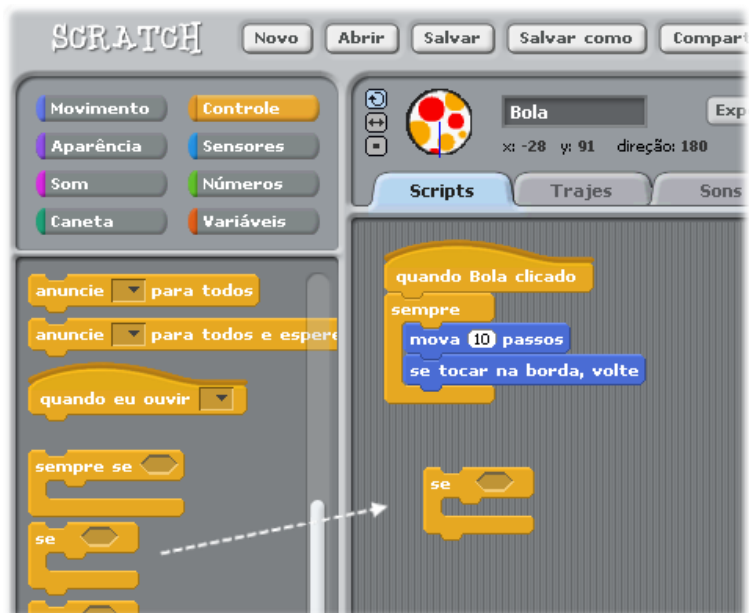 SCRATCH Novo Abrir Salvar Salvar como Compart
Movimento Controle
Aparência Sensores
Som Números
Caneta Variáveis
Bola Exp
x: -28 y: 91 direção: 180
Scripts Trajes Sons
anuncie para todos
anuncie para todos e espere
quando eu ouvir
sempre se
se
quando Bola clicado
sempre
mova 10 passos
se tocar na borda, volte
se